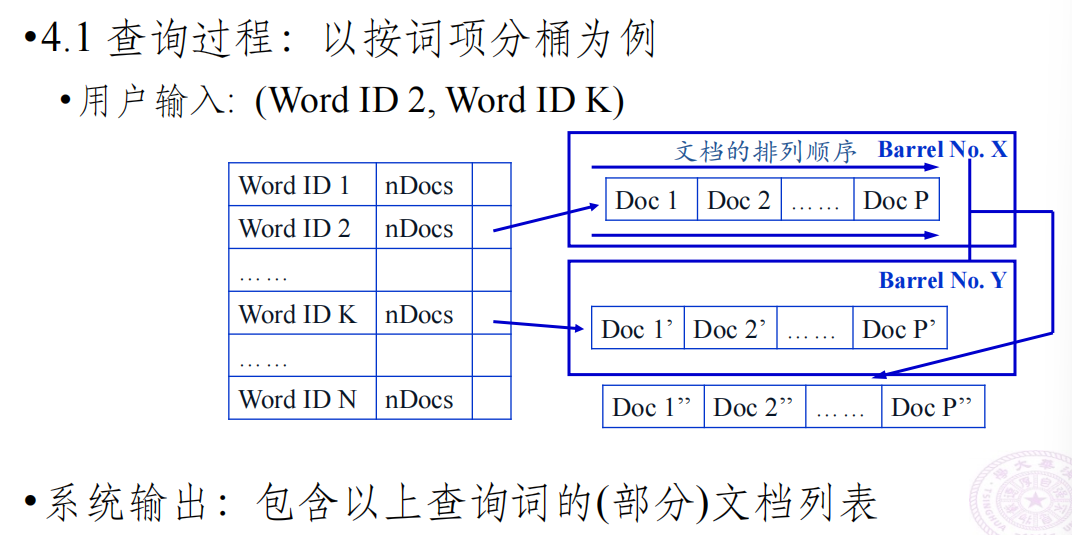 •4.1 查询过程：以按词项分桶为例
•用户输入: (Word ID 2, Word ID K)
文档的排列顺序 Barrel No. X
Word ID 1 nDocs
Word ID 2 nDocs
Doc 1 Doc 2 …… Doc P
……
Barrel No. Y
Word ID K nDocs
Doc 1’ Doc 2’ …… Doc P’
……
Word ID N nDocs
Doc 1’’ Doc 2’’ …… Doc P’’
•系统输出：包含以上查询词的(部分)文档列表